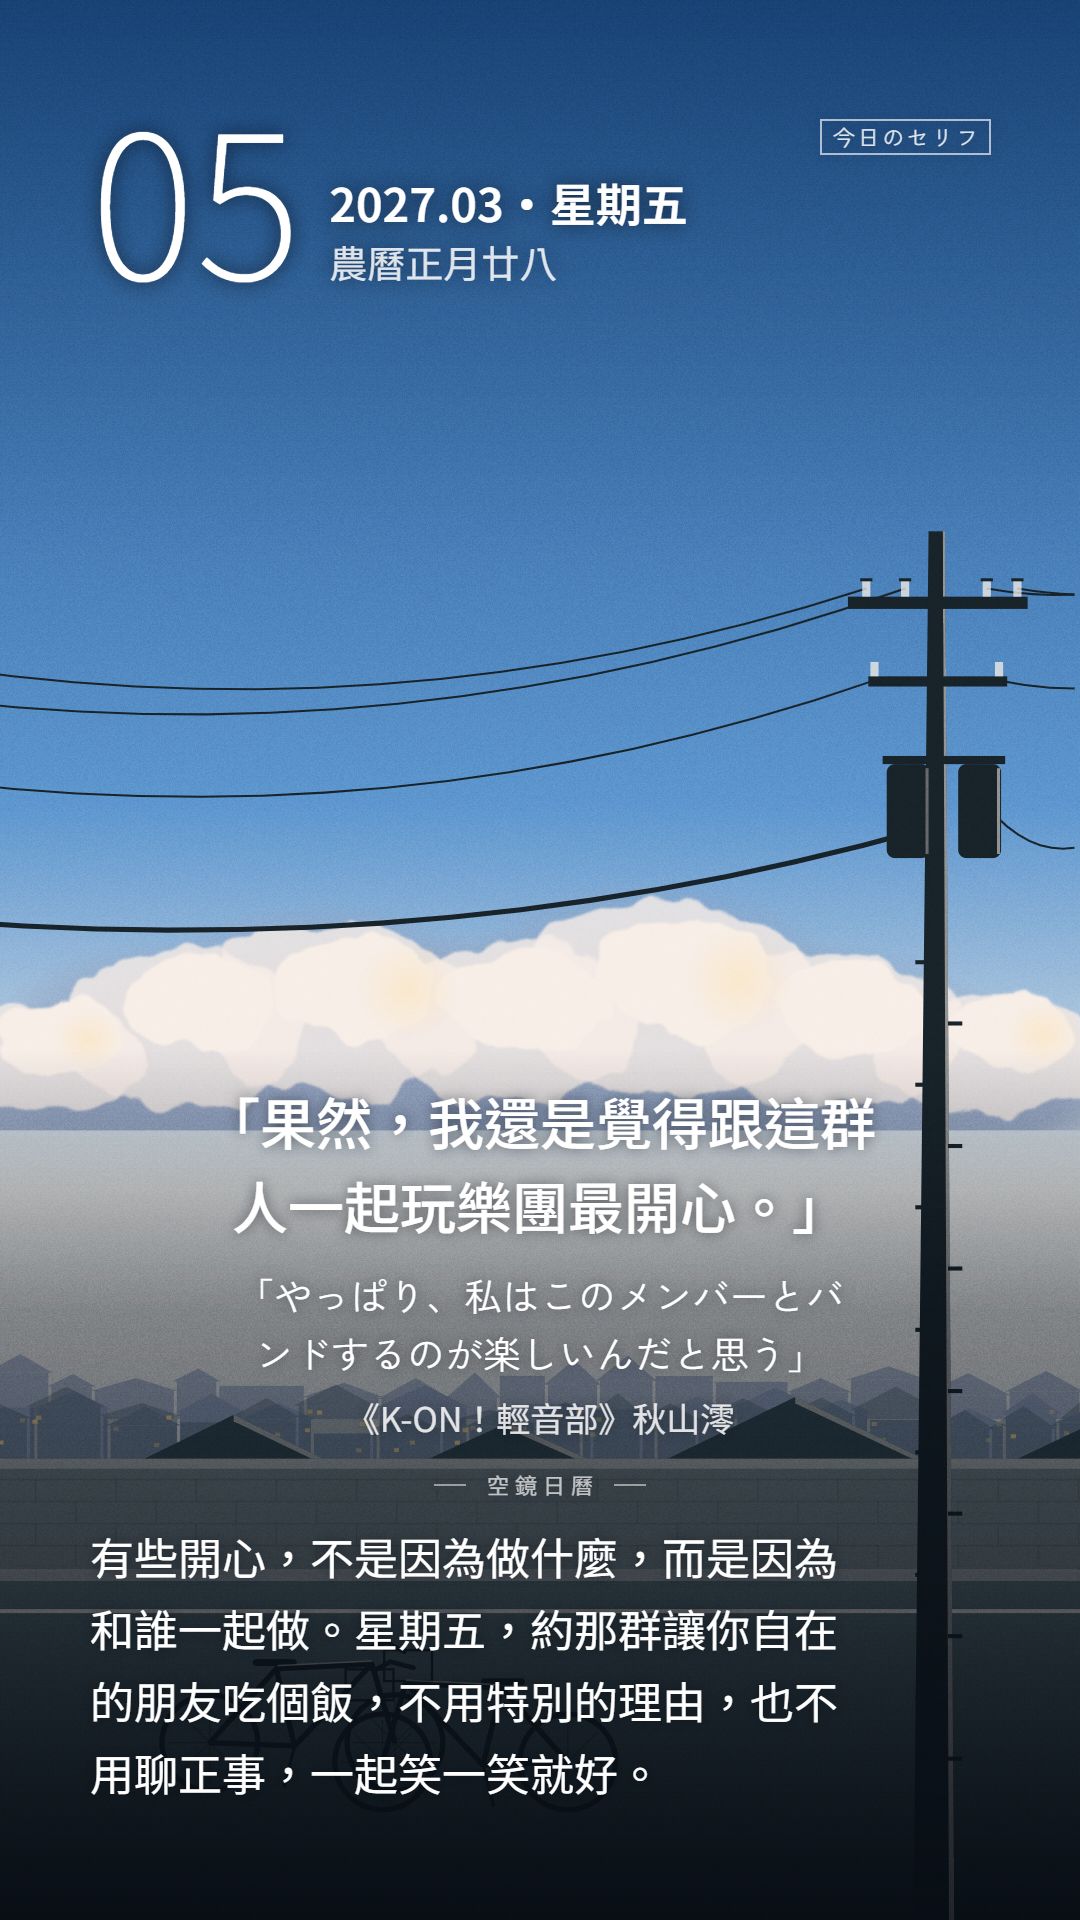 05
2027.03・星期五
農曆正月廿八
今日のセリフ
「果然，我還是覺得跟這群
人一起玩樂團最開心。」
「やっぱり、私はこのメンバーとバ
ンドするのが楽しいんだと思う」
《K-ON！輕音部》秋山澪
空鏡日曆
有些開心，不是因為做什麼，而是因為
和誰一起做。星期五，約那群讓你自在
的朋友吃個飯，不用特別的理由，也不
用聊正事，一起笑一笑就好。